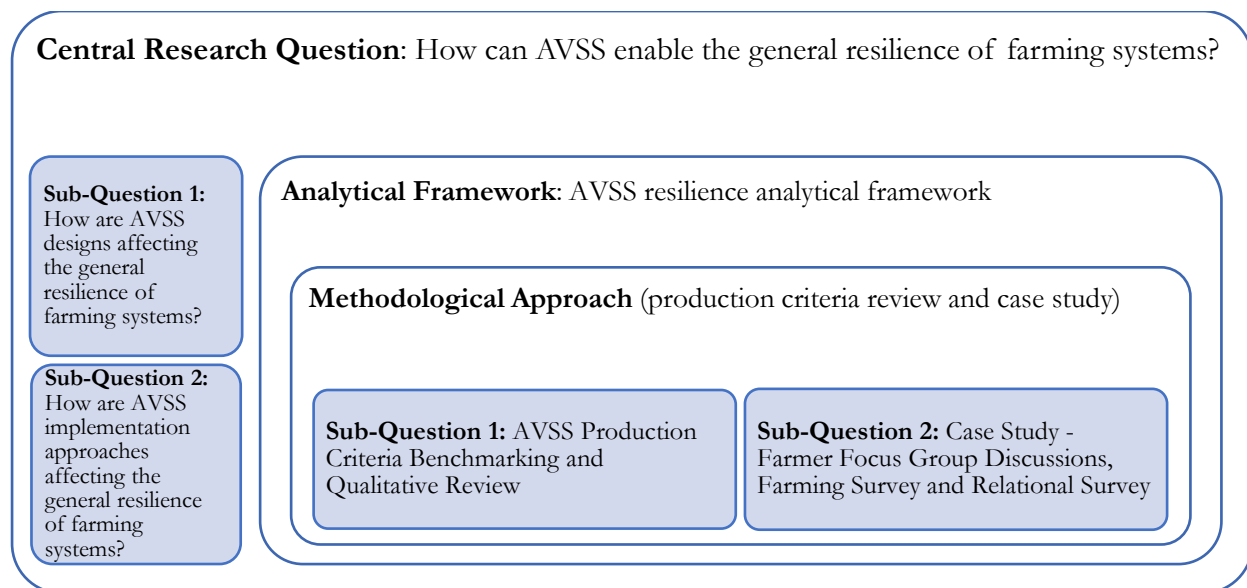 Central Research Question: How can AVSS enable the general resilience of farming systems?
Sub-Question 1:
How are AVSS
designs affecting
the general
resilience of
farming systems?
Sub-Question 2:
How are AVSS
implementation
approaches
affecting the
general resilience
of farming
systems?
Analytical Framework: AVSS resilience analytical framework
Methodological Approach (production criteria review and case study)
Sub-Question 1: AVSS Production
Criteria Benchmarking and
Qualitative Review
Sub-Question 2: Case Study -
Farmer Focus Group Discussions,
Farming Survey and Relational Survey